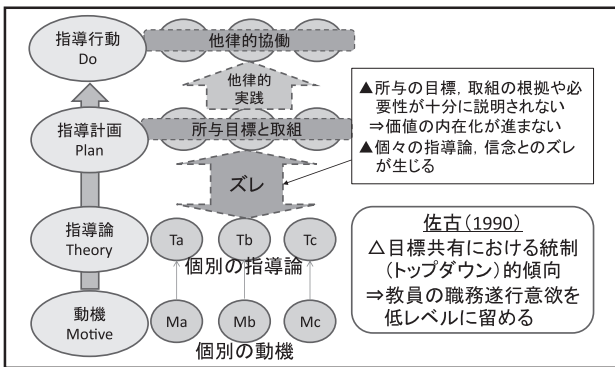 指導行動
Do
他律的協働
他律的
実践
指導計画
Plan
所与目標と取組
▲所与の目標，取組の根拠や必
要性が十分に説明されない
⇒価値の内在化が進まない
▲個々の指導論，信念とのズレ
が生じる
ズレ
指導論
Theory
Ta
Tb
Tc
個別の指導論
動機
Motive
Ma
Mb
Mc
個別の動機
佐古（1990）
△目標共有における統制
（トップダウン）的傾向
⇒教員の職務遂行意欲を
低レベルに留める